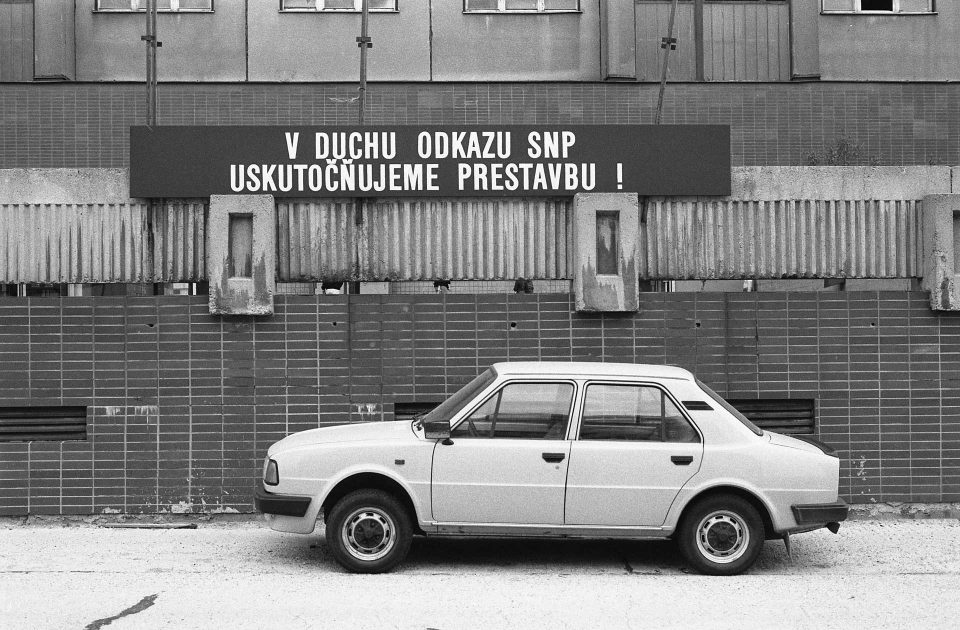 V DUCHU ODKAZU SNP
USKUTOČŇUJEME PRESTAVBU !